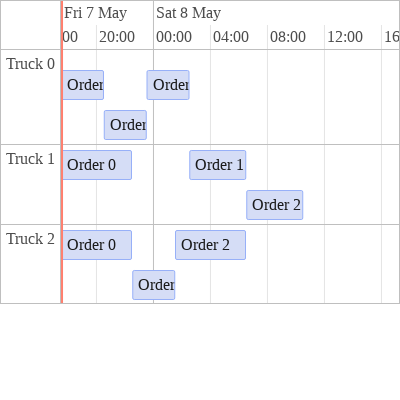 Fri 7 May Sat 8 May
00 20:00 00:00 04:00 08:00 12:00 16
Truck 0
Order Order
Order
Truck 1
Order 0 Order 1
Order 2
Truck 2
Order 0 Order 2
Order